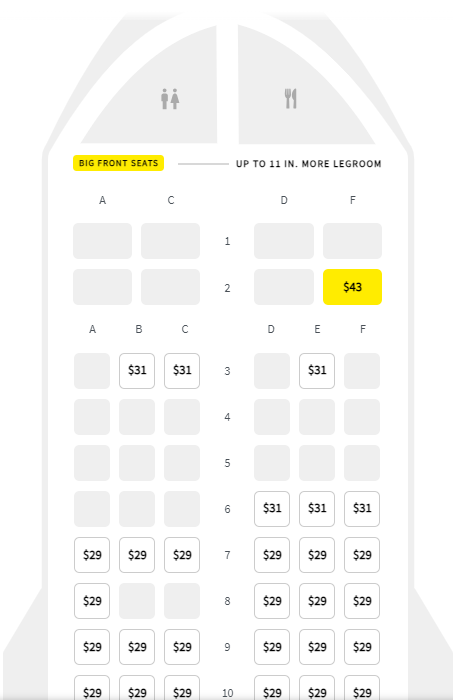 BIG FRONT SEATS UP TO 11 IN. MORE LEGROOM
A C D F
1
2 $43
A B C D E F
$31 $31 3 $31
4
5
6 $31 $31 $31
$29 $29 $29 7 $29 $29 $29
$29 8 $29 $29 $29
$29 $29 $29 9 $29 $29 $29
$29 $29 $29 10 $29 $29 $29